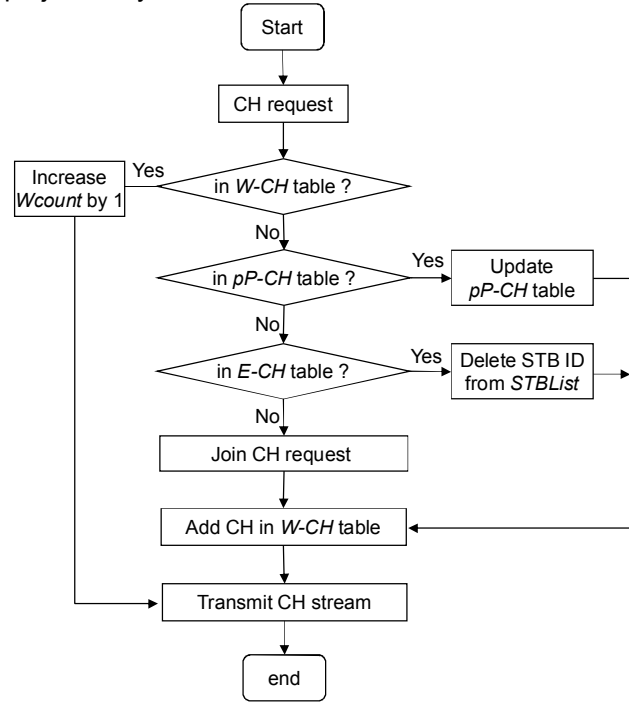 Start
CH request
in W-CH table ?
Yes
Increase
Wcount by 1
No
in pP-CH table ?
Yes
Update
pP-CH table
No
in E-CH table ?
Yes
Delete STB ID
from STBList
No
Join CH request
Add CH in W-CH table
Transmit CH stream
end